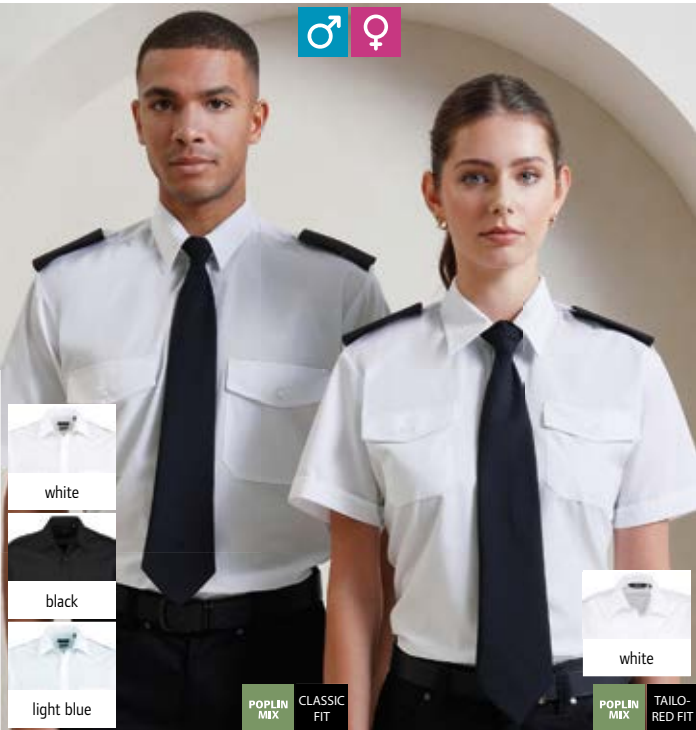 white
black
light blue
POPLIN
MIX
CLASSIC
FIT
white
POPLIN
MIX
TAILO-
RED FIT